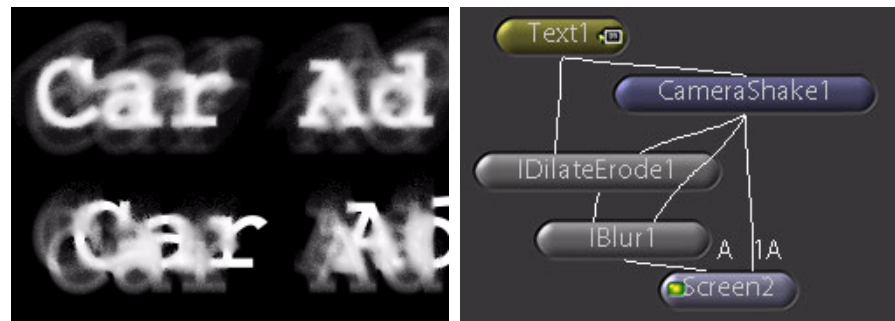 Car Ad
Car Ad
Text1
CameraShake1
IDilateErode1
IBlur1
A 1A
Screen2